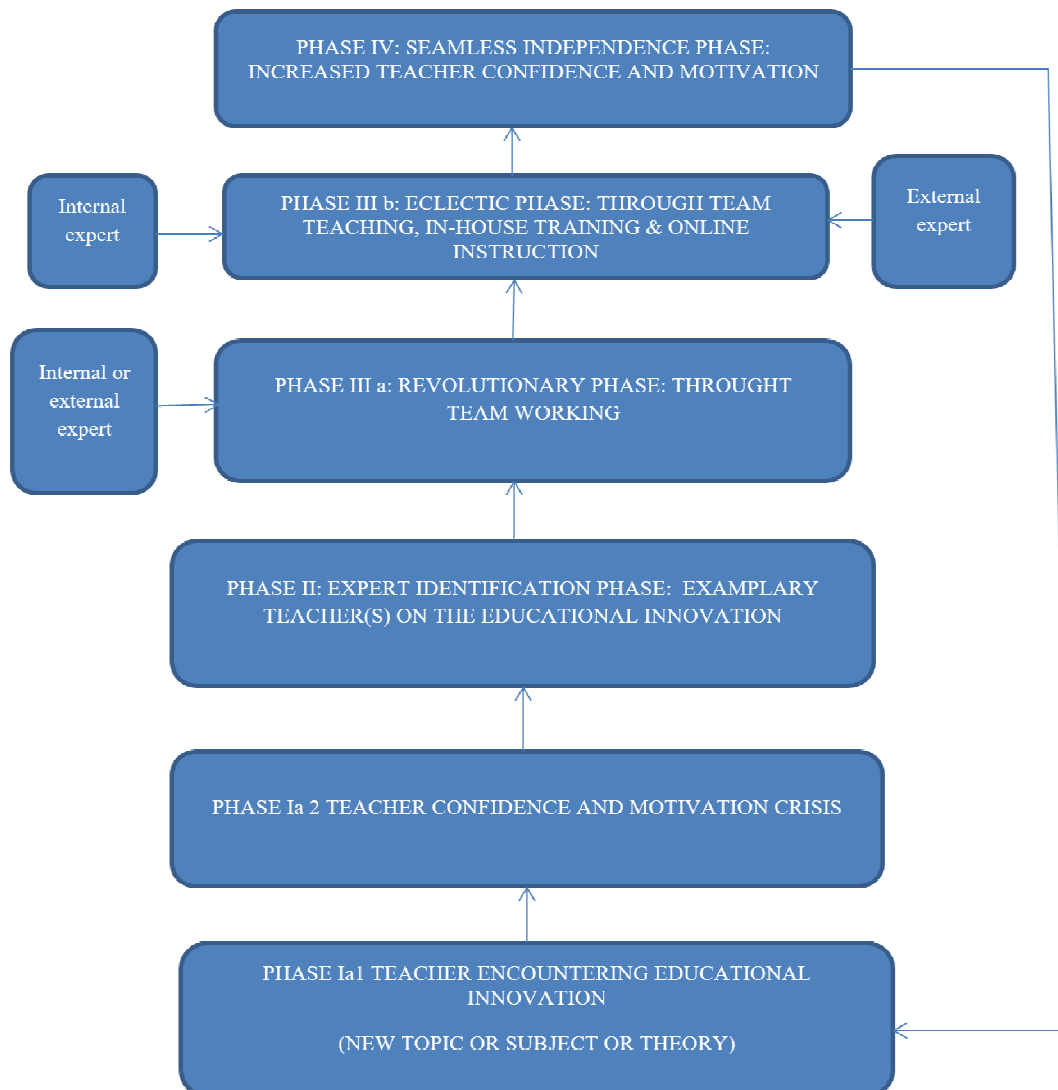 PHASE IV: SEAMLESS INDEPENDENCE PHASE:
INCREASED TEACHER CONFIDENCE AND MOTIVATION
Internal
expert
PHASE III b: ECLECTIC PHASE: THROUGH TEAM
TEACHING, IN-HOUSE TRAINING & ONLINE
INSTRUCTION
External
expert
Internal or
external
expert
PHASE III a: REVOLUTIONARY PHASE: THROUGHT
TEAM WORKING
PHASE II: EXPERT IDENTIFICATION PHASE:  EXAMPLARY
TEACHER(S) ON THE EDUCATIONAL INNOVATION
PHASE Ia 2 TEACHER CONFIDENCE AND MOTIVATION CRISIS
PHASE Ia1 TEACHER ENCOUNTERING EDUCATIONAL
INNOVATION
(NEW TOPIC OR SUBJECT OR THEORY)